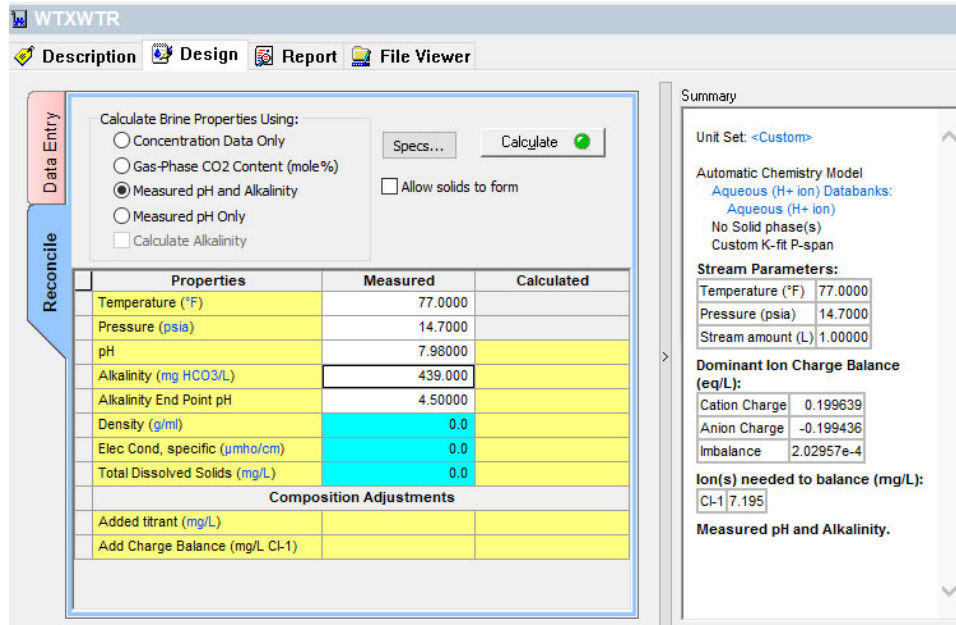 WTXWTR
Description Design Report File Viewer
Data Entry
Reconcile
Calculate Brine Properties Using:
Concentration Data Only
Gas-Phase CO2 Content (mole%)
Measured pH and Alkalinity
Measured pH Only
Calculate Alkalinity
Specs... Calculate
Allow solids to form
Properties Measured Calculated
Temperature (°F) 77.0000
Pressure (psia) 14.7000
pH 7.98000
Alkalinity (mg HCO3/L) 439.000
Alkalinity End Point pH 4.50000
Density (g/ml) 0.0
Elec Cond, specific (µmho/cm) 0.0
Total Dissolved Solids (mg/L) 0.0
Composition Adjustments
Added titrant (mg/L)
Add Charge Balance (mg/L Cl-1)
>
Summary
Unit Set: <Custom>
Automatic Chemistry Model
Aqueous (H+ ion) Databanks:
Aqueous (H+ ion)
No Solid phase(s)
Custom K-fit P-span
Stream Parameters:
Temperature (°F) 77.0000
Pressure (psia) 14.7000
Stream amount (L) 1.00000
Dominant Ion Charge Balance
(eq/L):
Cation Charge 0.199639
Anion Charge -0.199436
Imbalance 2.02957e-4
Ion(s) needed to balance (mg/L):
Cl-1 7.195
Measured pH and Alkalinity.